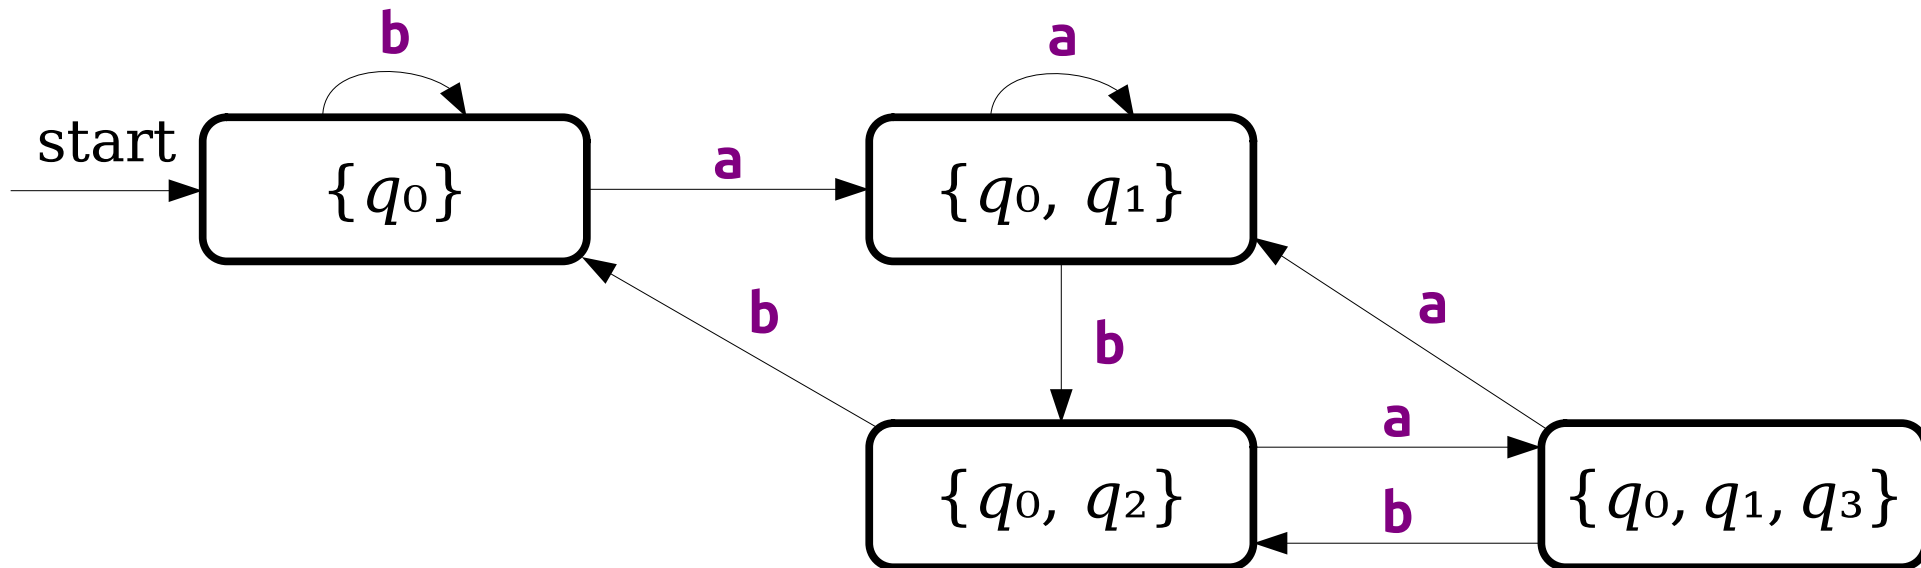 b
a
start
a
{q₀}
{q₀, q₁}
b
a
b
a
{q₀, q₂}
{q₀, q₁, q₃}
b